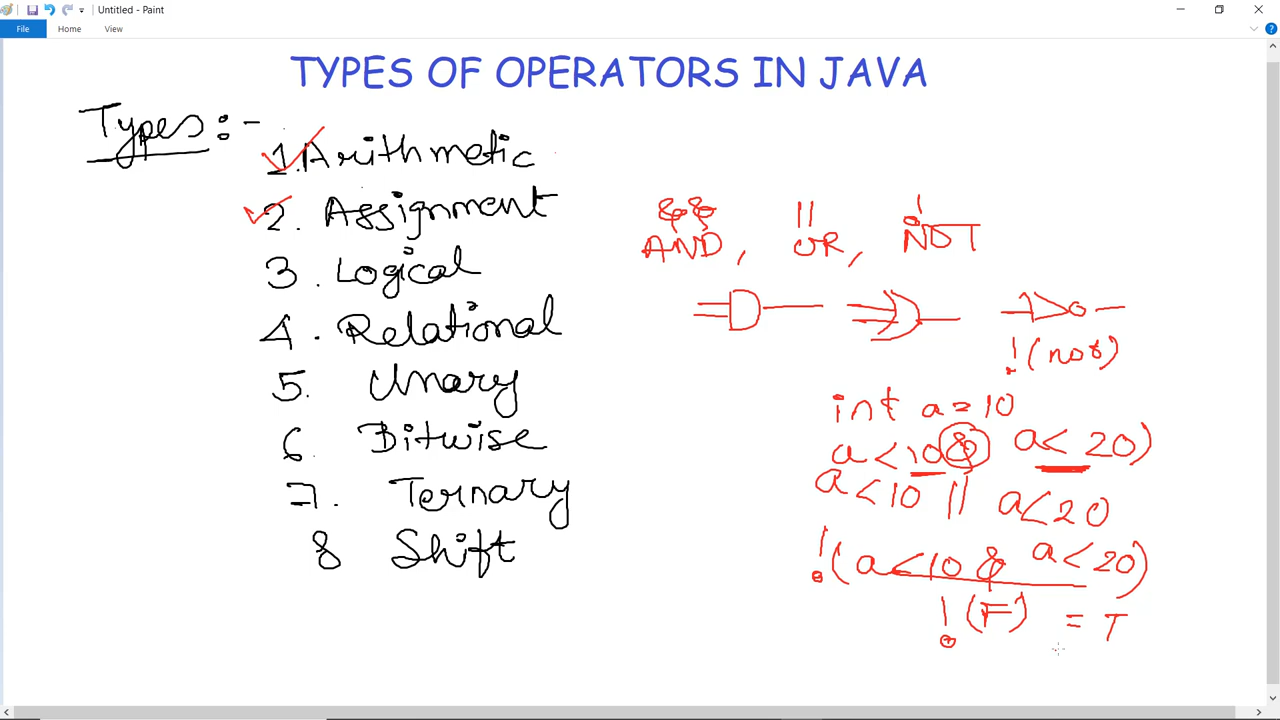 Untitled - Paint
File Home View
TYPES OF OPERATORS IN JAVA
Types:-
1. Arithmetic
2. Assignment
3. Logical
4. Relational
5. Unary
6 Bitwise
7. Ternary
8 Shift
&& || !
AND, OR, NOT
!(not)
int a=10
a<10 & a<20)
a<10 || a<20
!(a<10 & a<20)
!(F) = T